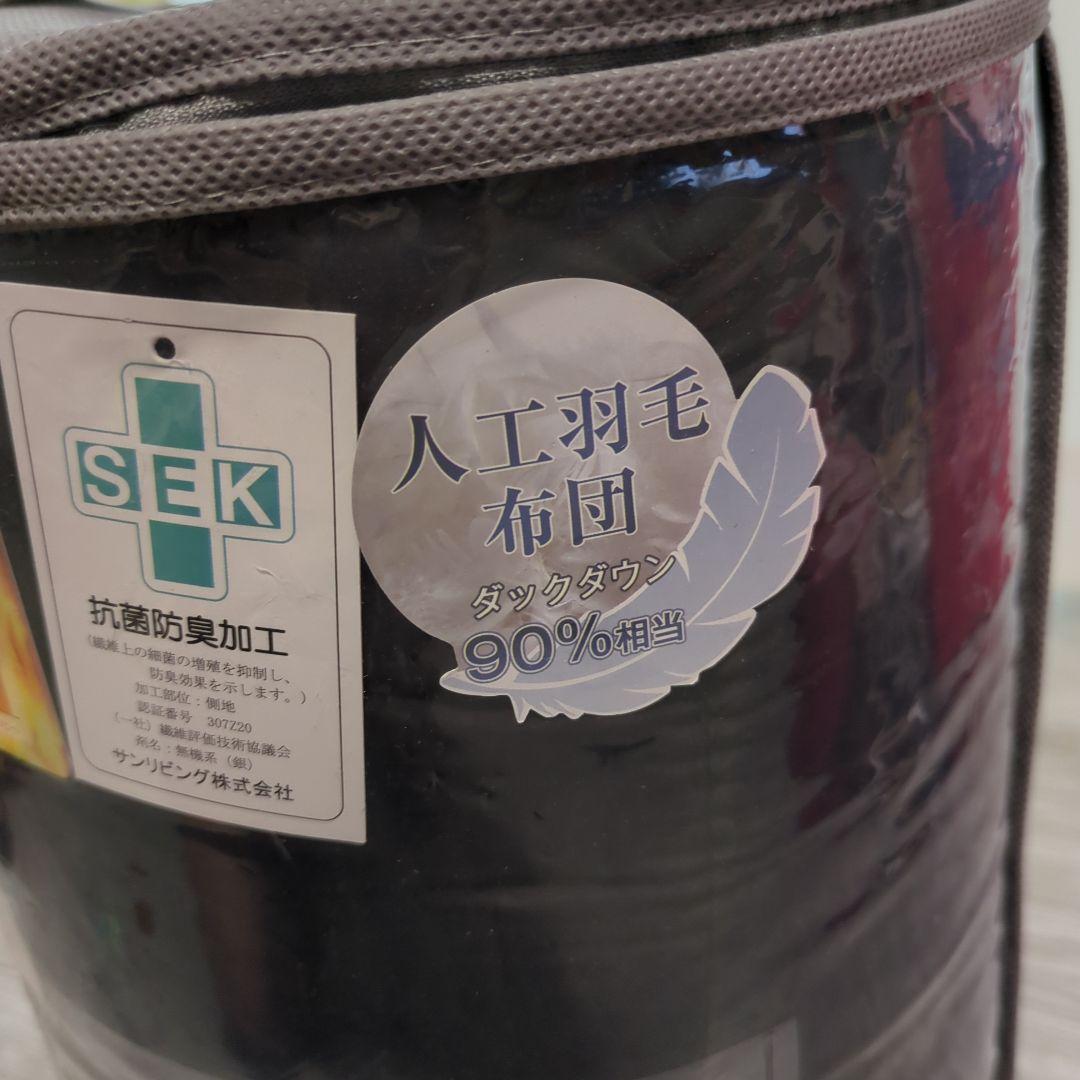 SEK
抗菌防臭加工
(繊維上の細菌の増殖を抑制し、
防臭効果を示します。)
加工部位：側地
認証番号 307Z20
(一社)繊維評価技術協議会
剤名：無機系(銀)
サンリビング株式会社
人工羽毛
布団
ダックダウン
90%相当